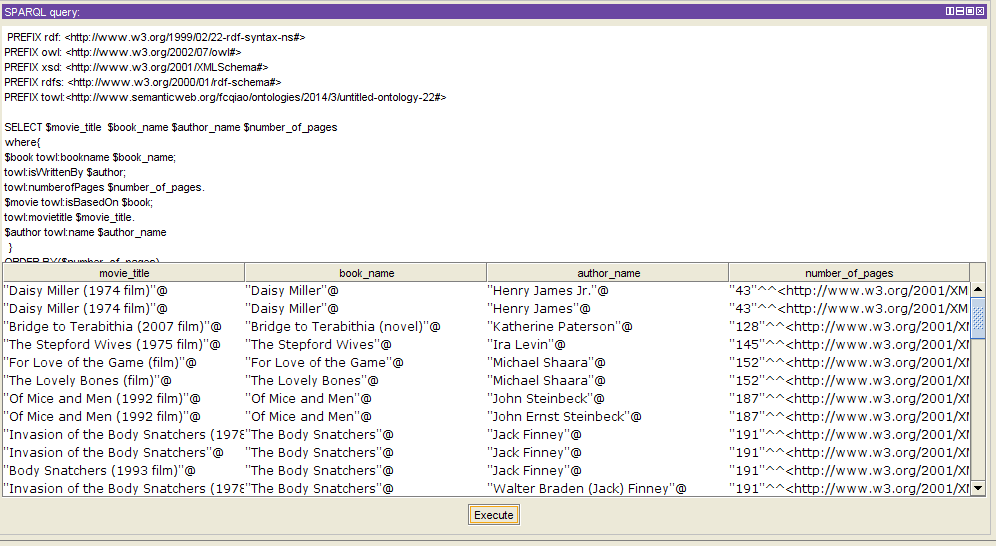 SPARQL query:
PREFIX rdf: <http://www.w3.org/1999/02/22-rdf-syntax-ns#>
PREFIX owl: <http://www.w3.org/2002/07/owl#>
PREFIX xsd: <http://www.w3.org/2001/XMLSchema#>
PREFIX rdfs: <http://www.w3.org/2000/01/rdf-schema#>
PREFIX towl:<http://www.semanticweb.org/fcqiao/ontologies/2014/3/untitled-ontology-22#>
SELECT $movie_title $book_name $author_name $number_of_pages
where{
$book towl:bookname $book_name;
towl:isWrittenBy $author;
towl:numberofPages $number_of_pages.
$movie towl:isBasedOn $book;
towl:movietitle $movie_title.
$author towl:name $author_name
}
ORDER BY($number_of_pages)
movie_title book_name author_name number_of_pages
"Daisy Miller (1974 film)"@ "Daisy Miller"@ "Henry James Jr."@ "43"^^<http://www.w3.org/2001/XM
"Daisy Miller (1974 film)"@ "Daisy Miller"@ "Henry James"@ "43"^^<http://www.w3.org/2001/XM
"Bridge to Terabithia (2007 film)"@ "Bridge to Terabithia (novel)"@ "Katherine Paterson"@ "128"^^<http://www.w3.org/2001/XM
"The Stepford Wives (1975 film)"@ "The Stepford Wives"@ "Ira Levin"@ "145"^^<http://www.w3.org/2001/XM
"For Love of the Game (film)"@ "For Love of the Game"@ "Michael Shaara"@ "152"^^<http://www.w3.org/2001/XM
"The Lovely Bones (film)"@ "The Lovely Bones"@ "Michael Shaara"@ "152"^^<http://www.w3.org/2001/XM
"Of Mice and Men (1992 film)"@ "Of Mice and Men"@ "John Steinbeck"@ "187"^^<http://www.w3.org/2001/XM
"Of Mice and Men (1992 film)"@ "Of Mice and Men"@ "John Ernst Steinbeck"@ "187"^^<http://www.w3.org/2001/XM
"Invasion of the Body Snatchers (1978 "The Body Snatchers"@ "Jack Finney"@ "191"^^<http://www.w3.org/2001/XM
"Invasion of the Body Snatchers"@ "The Body Snatchers"@ "Jack Finney"@ "191"^^<http://www.w3.org/2001/XM
"Body Snatchers (1993 film)"@ "The Body Snatchers"@ "Jack Finney"@ "191"^^<http://www.w3.org/2001/XM
"Invasion of the Body Snatchers (1978 "The Body Snatchers"@ "Walter Braden (Jack) Finney"@ "191"^^<http://www.w3.org/2001/XM
Execute